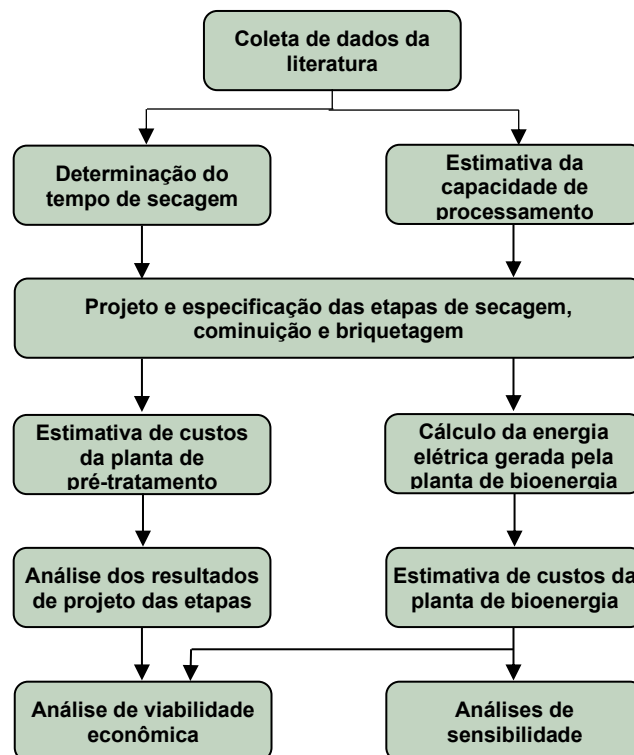 Coleta de dados da
literatura
Determinação do
tempo de secagem
Estimativa da
capacidade de
processamento
Projeto e especificação das etapas de secagem,
cominuição e briquetagem
Estimativa de custos
da planta de
pré-tratamento
Cálculo da energia
elétrica gerada pela
planta de bioenergia
Análise dos resultados
de projeto das etapas
Estimativa de custos da
planta de bioenergia
Análise de viabilidade
econômica
Análises de
sensibilidade